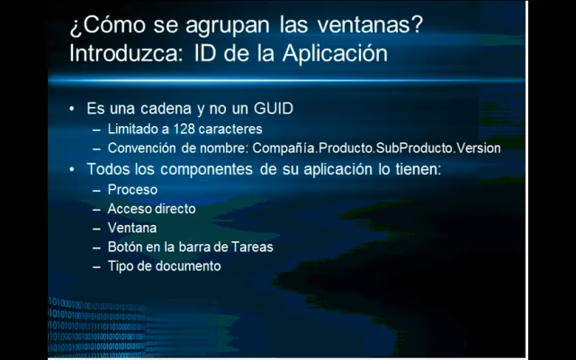 ¿Cómo se agrupan las ventanas?
Introduzca: ID de la Aplicación
• Es una cadena y no un GUID
– Limitado a 128 caracteres
– Convención de nombre: Compañía.Producto.SubProducto.Version
• Todos los componentes de su aplicación lo tienen:
– Proceso
– Acceso directo
– Ventana
– Botón en la barra de Tareas
– Tipo de documento